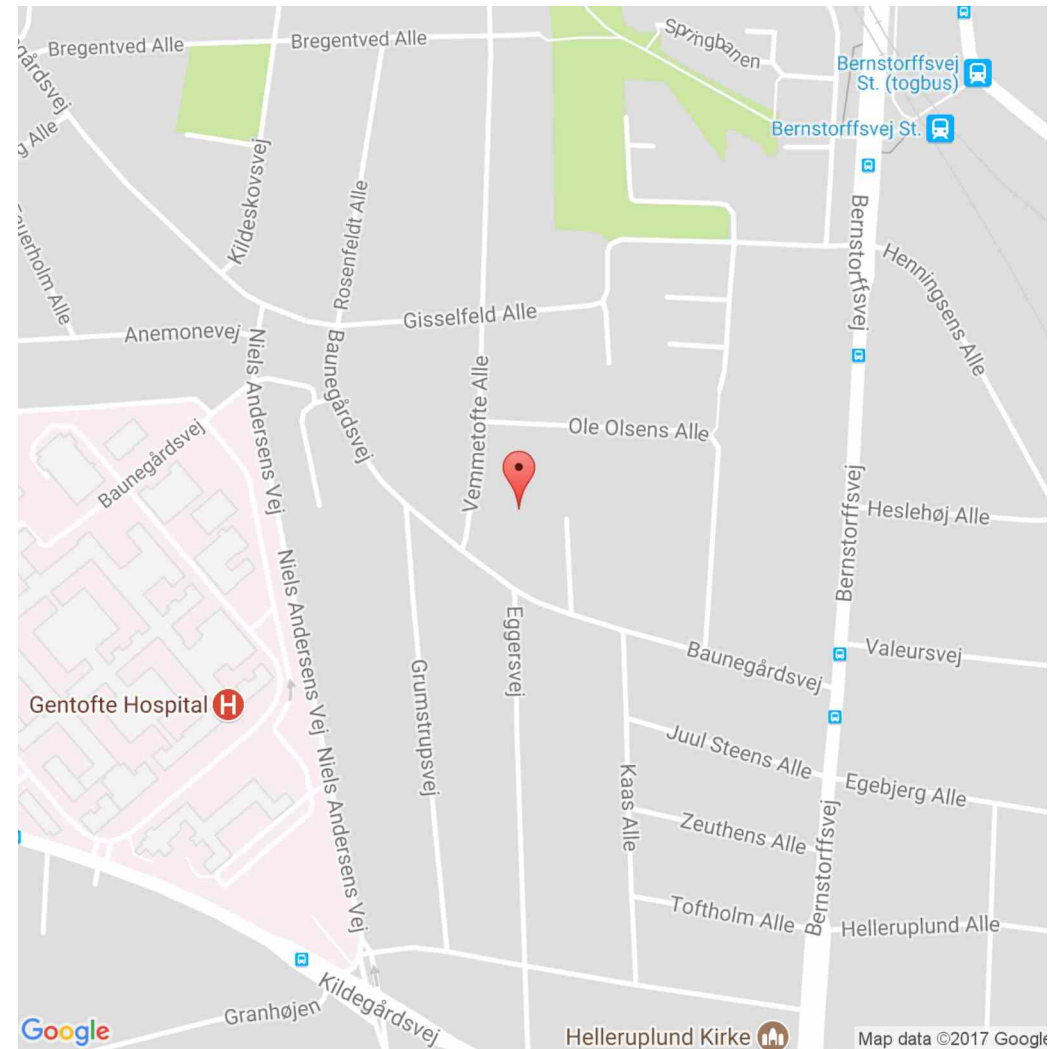 Bregentved Alle
Bregentved Alle
Springbanen
Bernstorffsvej
St. (togbus)
Bernstorffsvej St.
Kildeskovsvej
Rosenfeldt Alle
Bernstorffsvej
Henningsens Alle
Anemonevej
Gisselfeld Alle
Niels Andersens Vej
Baunegårdsvej
Vemmetofte Alle
Ole Olsens Alle
Baunegårdsvej
Bernstorffsvej
Heslehøj Alle
Niels Andersens Vej
Eggersvej
Grumstrupsvej
Baunegårdsvej
Valeursvej
Gentofte Hospital
H
Juul Steens Alle
Egebjerg Alle
Niels Andersens Vej
Kaas Alle
Zeuthens Alle
Bernstorffsvej
Toftholm Alle
Helleruplund Alle
Kildegårdsvej
Granhøjen
Google
Helleruplund Kirke
Map data ©2017 Google